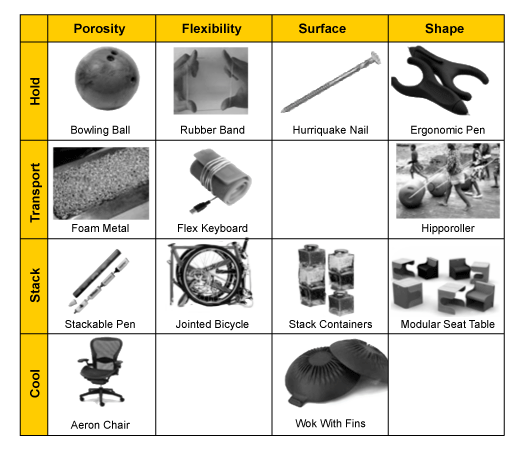 Porosity Flexibility Surface Shape
Hold
Bowling Ball Rubber Band Hurriquake Nail Ergonomic Pen
Transport
Foam Metal Flex Keyboard Hipporoller
Stack
Stackable Pen Jointed Bicycle Stack Containers Modular Seat Table
Cool
Aeron Chair Wok With Fins